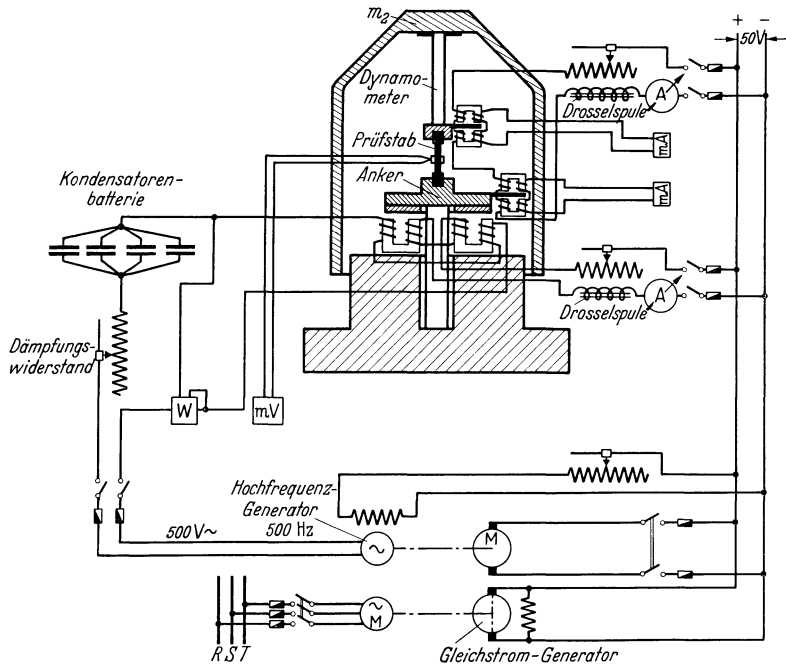 m₂
+ -
50V
Dynamo-
meter
Drosselspule
A
Prüfstab
mA
Anker
mA
Kondensatoren-
batterie
A
Drosselspule
Dämpfungs-
widerstand
W
mV
Hochfrequenz-
Generator
500 Hz
500 V~
~
M
~
M
R S T
Gleichstrom-Generator